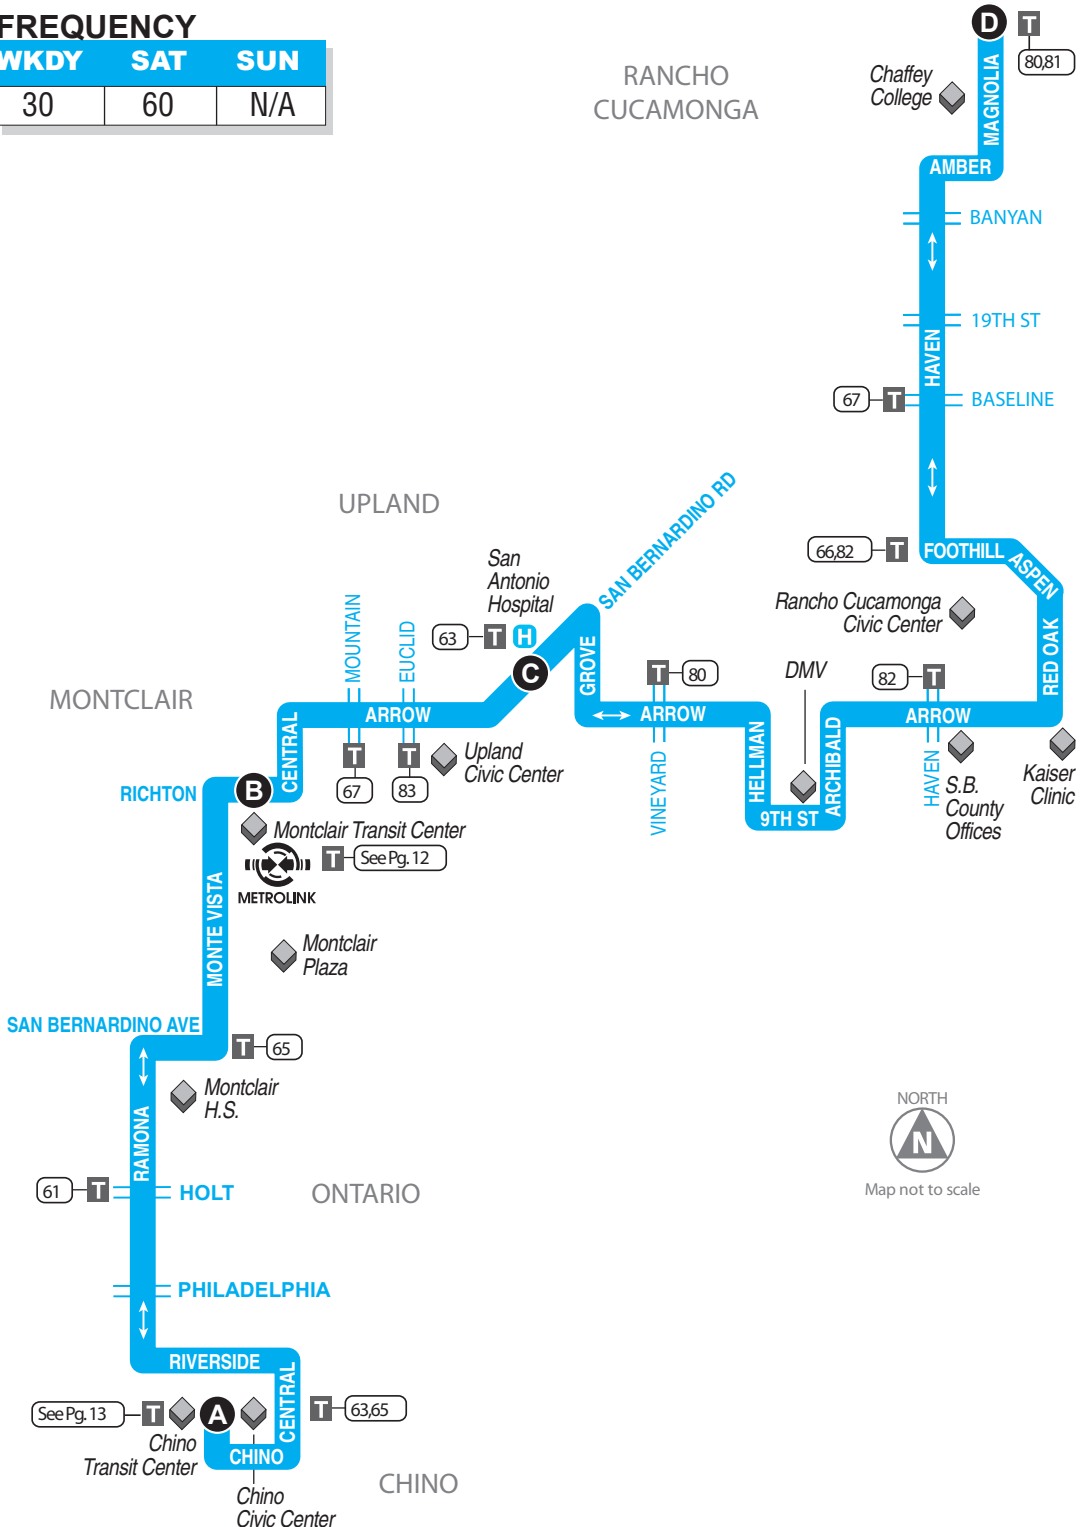 FREQUENCY
WKDY SAT SUN
30 60 N/A
D
T
80,81
RANCHO
CUCAMONGA
Chaffey
College
MAGNOLIA
AMBER
BANYAN
19TH ST
HAVEN
67 T
BASELINE
UPLAND
SAN BERNARDINO RD
66,82 T
FOOTHILL
ASPEN
San
Antonio
Hospital
63 T H
MOUNTAIN
EUCLID
C
GROVE
Rancho Cucamonga
Civic Center
RED OAK
T 80
DMV
82 T
MONTCLAIR
CENTRAL
ARROW
ARROW
ARROW
T
67
T
83
Upland
Civic Center
VINEYARD
HELLMAN
9TH ST
ARCHIBALD
HAVEN
S.B.
County
Offices
Kaiser
Clinic
RICHTON
B
Montclair Transit Center
T See Pg. 12
METROLINK
MONTE VISTA
Montclair
Plaza
SAN BERNARDINO AVE
T 65
Montclair
H.S.
RAMONA
61 T
HOLT
ONTARIO
NORTH
N
Map not to scale
PHILADELPHIA
RIVERSIDE
CENTRAL
See Pg. 13 T
A
T 63,65
Chino
Transit Center
CHINO
CHINO
Chino
Civic Center